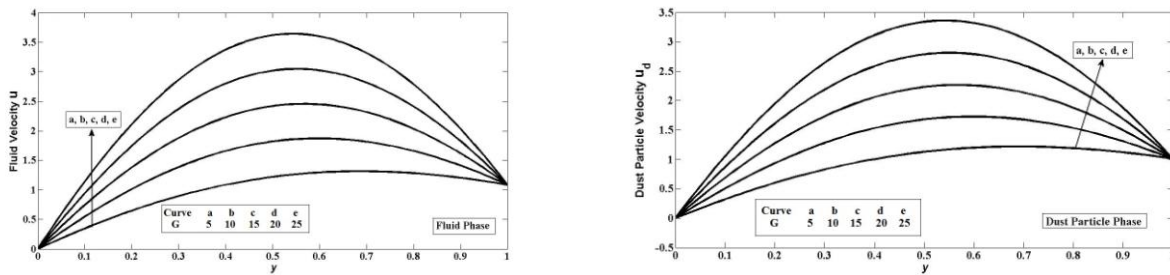 4
3.5
3
2.5
2
1.5
1
0.5
0
Fluid Velocity u
a, b, c, d, e
Curve a b c d e
G 5 10 15 20 25
Fluid Phase
0 0.1 0.2 0.3 0.4 0.5 0.6 0.7 0.8 0.9 1
y
3.5
3
2.5
2
1.5
1
0.5
0
-0.5
Dust Particle Velocity u_d
a, b, c, d, e
Curve a b c d e
G 5 10 15 20 25
Dust Particle Phase
0 0.1 0.2 0.3 0.4 0.5 0.6 0.7 0.8 0.9
y